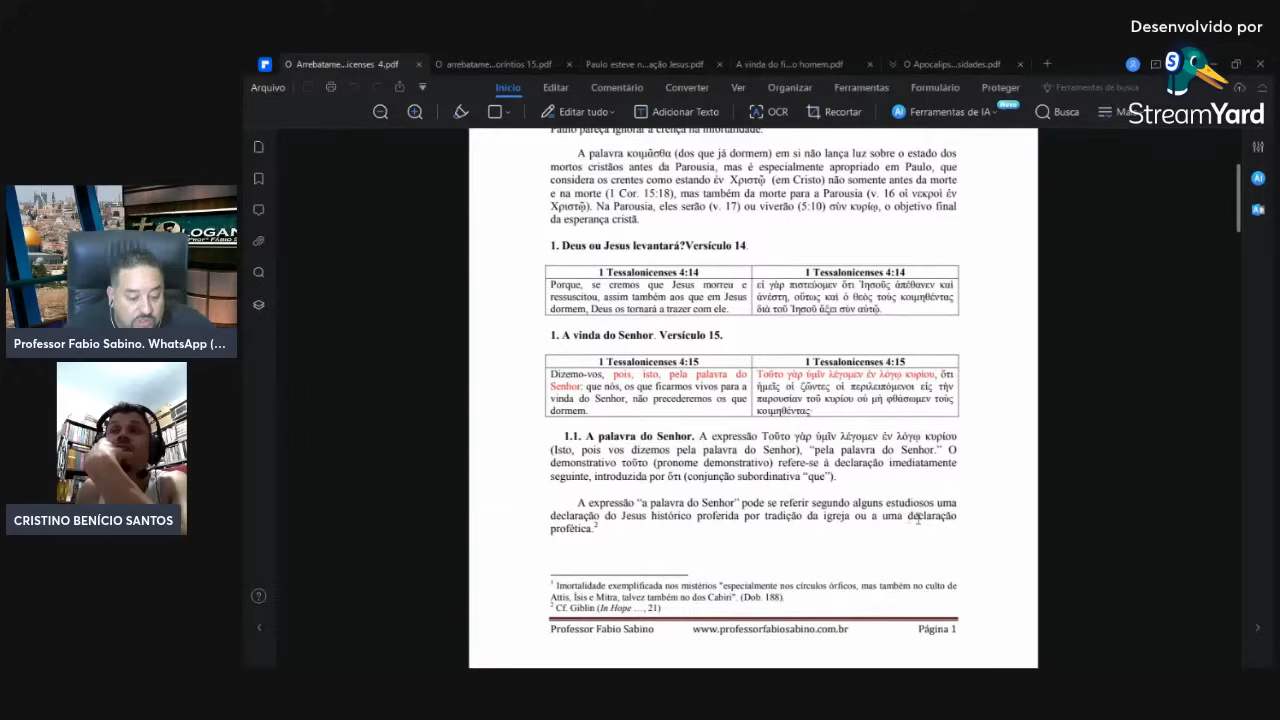 Desenvolvido por
StreamYard
O Arrebatame...icenses 4.pdf
O arrebatame...oríntios 15.pdf
Paulo esteve n...ação Jesus.pdf
A vinda do fi...o homem.pdf
O Apocalips...sidades.pdf
Arquivo
Início
Editar
Comentário
Converter
Ver
Organizar
Ferramentas
Formulário
Proteger
Ferramentas de busca
Editar tudo
Adicionar Texto
OCR
Recortar
Ferramentas de IA
Novo
Busca
Paulo pareça ignorar a crença na imortalidade.
A palavra κοιμᾶσθα (dos que já dormem) em si não lança luz sobre o estado dos
mortos cristãos antes da Parousia, mas é especialmente apropriado em Paulo, que
considera os crentes como estando ἐν Χριστῷ (em Cristo) não somente antes da morte
e na morte (1 Cor. 15:18), mas também da morte para a Parousia (v. 16 οἱ νεκροὶ ἐν
Χριστῷ). Na Parousia, eles serão (v. 17) ou viverão (5:10) σὺν κυρίῳ, o objetivo final
da esperança cristã.
1. Deus ou Jesus levantará?Versículo 14.
1 Tessalonicenses 4:14
1 Tessalonicenses 4:14
Porque, se cremos que Jesus morreu e
ressuscitou, assim também aos que em Jesus
dormem, Deus os tornará a trazer com ele.
εἰ γὰρ πιστεύομεν ὅτι Ἰησοῦς ἀπέθανεν καὶ
ἀνέστη, οὕτως καὶ ὁ θεὸς τοὺς κοιμηθέντας
διὰ τοῦ Ἰησοῦ ἄξει σὺν αὐτῷ.
1. A vinda do Senhor. Versículo 15.
1 Tessalonicenses 4:15
1 Tessalonicenses 4:15
Dizemo-vos, pois, isto, pela palavra do
Senhor: que nós, os que ficarmos vivos para a
vinda do Senhor, não precederemos os que
dormem.
Τοῦτο γὰρ ὑμῖν λέγομεν ἐν λόγῳ κυρίου, ὅτι
ἡμεῖς οἱ ζῶντες οἱ περιλειπόμενοι εἰς τὴν
παρουσίαν τοῦ κυρίου οὐ μὴ φθάσωμεν τοὺς
κοιμηθέντας·
1.1. A palavra do Senhor. A expressão Τοῦτο γὰρ ὑμῖν λέγομεν ἐν λόγῳ κυρίου
(Isto, pois vos dizemos pela palavra do Senhor), “pela palavra do Senhor.” O
demonstrativo τοῦτο (pronome demonstrativo) refere-se à declaração imediatamente
seguinte, introduzida por ὅτι (conjunção subordinativa “que”).
A expressão “a palavra do Senhor” pode se referir segundo alguns estudiosos uma
declaração do Jesus histórico proferida por tradição da igreja ou a uma declaração
profética.2
1 Imortalidade exemplificada nos mistérios "especialmente nos círculos órficos, mas também no culto de
Attis, Ísis e Mitra, talvez também no dos Cabiri". (Dob. 188).
2 Cf. Giblin (In Hope ..., 21)
Professor Fabio Sabino www.professorfabiosabino.com.br Página 1
Professor Fabio Sabino. WhatsApp (...
CRISTINO BENÍCIO SANTOS